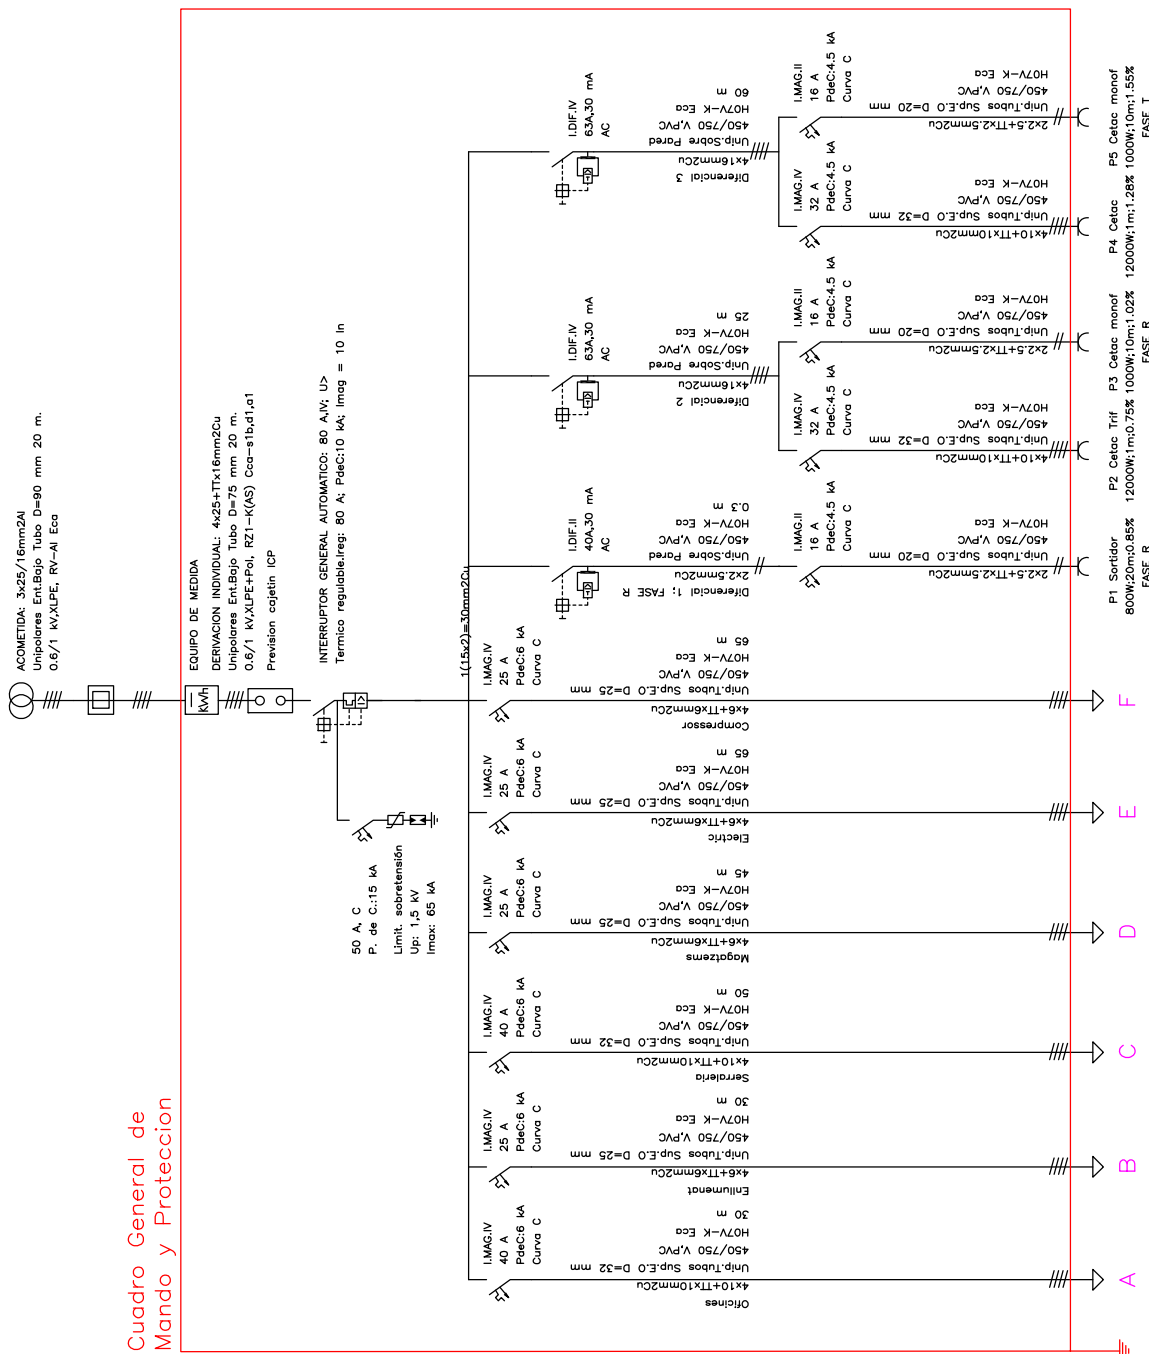 Cuadro General de
Mando y Proteccion
ACOMETIDA: 3x25/16mm2Al
Unipolares Ent.Bajo Tubo D=90 mm 20 m.
0.6/1 kV,XLPE, RV-Al Eca
EQUIPO DE MEDIDA
KWh
DERIVACION INDIVIDUAL: 4x25+TTx16mm2Cu
Unipolares Ent.Bajo Tubo D=75 mm 20 m.
0.6/1 kV,XLPE+Pol, RZ1-K(AS) Cca-s1b,d1,a1
Prevision cajetin ICP
INTERRUPTOR GENERAL AUTOMATICO: 80 A,IV; U>
Termico regulable.Ireg: 80 A; PdeC:10 kA; Imag = 10 In
I>
50 A, C
P. de C.:15 kA
Limit. sobretensión
Up: 1,5 kV
Imax: 65 kA
1(15x2)=30mm2Cu
I.MAG.IV
40 A
PdeC:6 kA
Curva C
Oficines
4x10+TTx10mm2Cu
Unip.Tubos Sup.E.O D=32 mm
450/750 V,PVC
H07V-K Eca
30 m
A
I.MAG.IV
25 A
PdeC:6 kA
Curva C
Enllumenat
4x6+TTx6mm2Cu
Unip.Tubos Sup.E.O D=25 mm
450/750 V,PVC
H07V-K Eca
30 m
B
I.MAG.IV
40 A
PdeC:6 kA
Curva C
Serraleria
4x10+TTx10mm2Cu
Unip.Tubos Sup.E.O D=32 mm
450/750 V,PVC
H07V-K Eca
50 m
C
I.MAG.IV
25 A
PdeC:6 kA
Curva C
Magatzems
4x6+TTx6mm2Cu
Unip.Tubos Sup.E.O D=25 mm
450/750 V,PVC
H07V-K Eca
45 m
D
I.MAG.IV
25 A
PdeC:6 kA
Curva C
Electric
4x6+TTx6mm2Cu
Unip.Tubos Sup.E.O D=25 mm
450/750 V,PVC
H07V-K Eca
65 m
E
I.MAG.IV
25 A
PdeC:6 kA
Curva C
Compressor
4x6+TTx6mm2Cu
Unip.Tubos Sup.E.O D=25 mm
450/750 V,PVC
H07V-K Eca
65 m
F
I.DIF.II
40A,30 mA
AC
Diferencial 1; FASE R
2x2.5mm2Cu
Unip.Sobre Pared
450/750 V,PVC
H07V-K Eca
0.3 m
I.MAG.II
16 A
PdeC:4.5 kA
Curva C
2x2.5+TTx2.5mm2Cu
Unip.Tubos Sup.E.O D=20 mm
450/750 V,PVC
H07V-K Eca
P1 Sortidor
800W;20m;0.85%
FASE R
I.DIF.IV
63A,30 mA
AC
Diferencial 2
4x16mm2Cu
Unip.Sobre Pared
450/750 V,PVC
H07V-K Eca
25 m
I.MAG.IV
32 A
PdeC:4.5 kA
Curva C
4x10+TTx10mm2Cu
Unip.Tubos Sup.E.O D=32 mm
450/750 V,PVC
H07V-K Eca
P2 Cetac Trif
12000W;1m;0.75%
I.MAG.II
16 A
PdeC:4.5 kA
Curva C
2x2.5+TTx2.5mm2Cu
Unip.Tubos Sup.E.O D=20 mm
450/750 V,PVC
H07V-K Eca
P3 Cetac monof
1000W;10m;1.02%
FASE R
I.DIF.IV
63A,30 mA
AC
Diferencial 3
4x16mm2Cu
Unip.Sobre Pared
450/750 V,PVC
H07V-K Eca
60 m
I.MAG.IV
32 A
PdeC:4.5 kA
Curva C
4x10+TTx10mm2Cu
Unip.Tubos Sup.E.O D=32 mm
450/750 V,PVC
H07V-K Eca
P4 Cetac
12000W;1m;1.28%
I.MAG.II
16 A
PdeC:4.5 kA
Curva C
2x2.5+TTx2.5mm2Cu
Unip.Tubos Sup.E.O D=20 mm
450/750 V,PVC
H07V-K Eca
P5 Cetac monof
1000W;10m;1.55%
FASE T